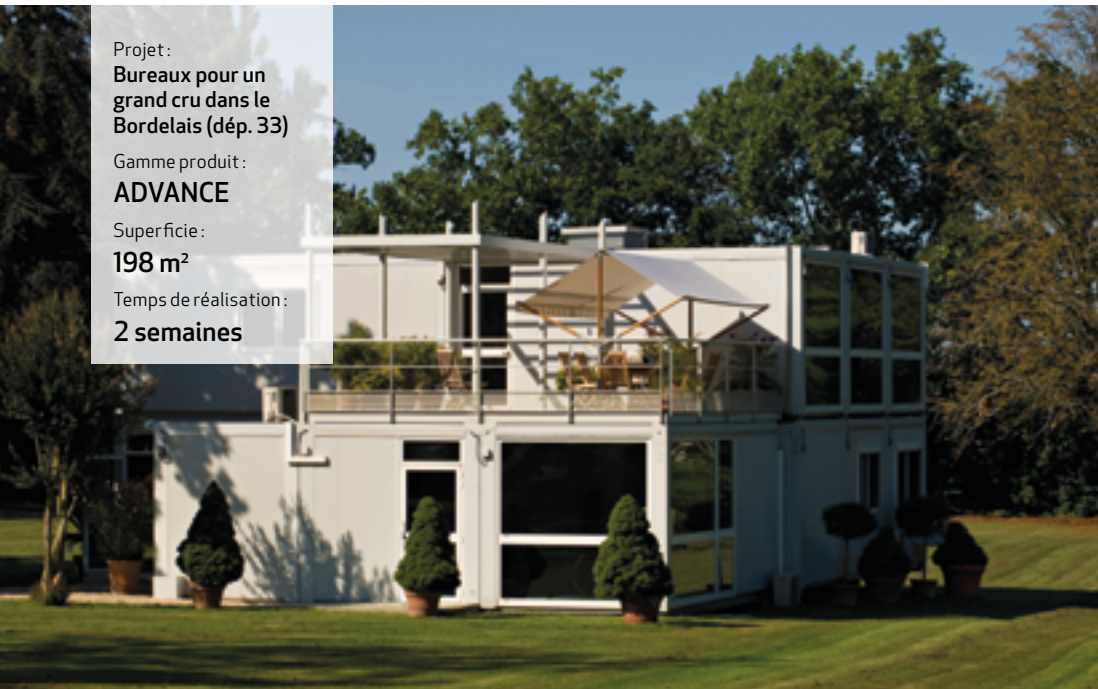 Projet :
Bureaux pour un
grand cru dans le
Bordelais (dép. 33)
Gamme produit :
ADVANCE
Superficie :
198 m²
Temps de réalisation :
2 semaines